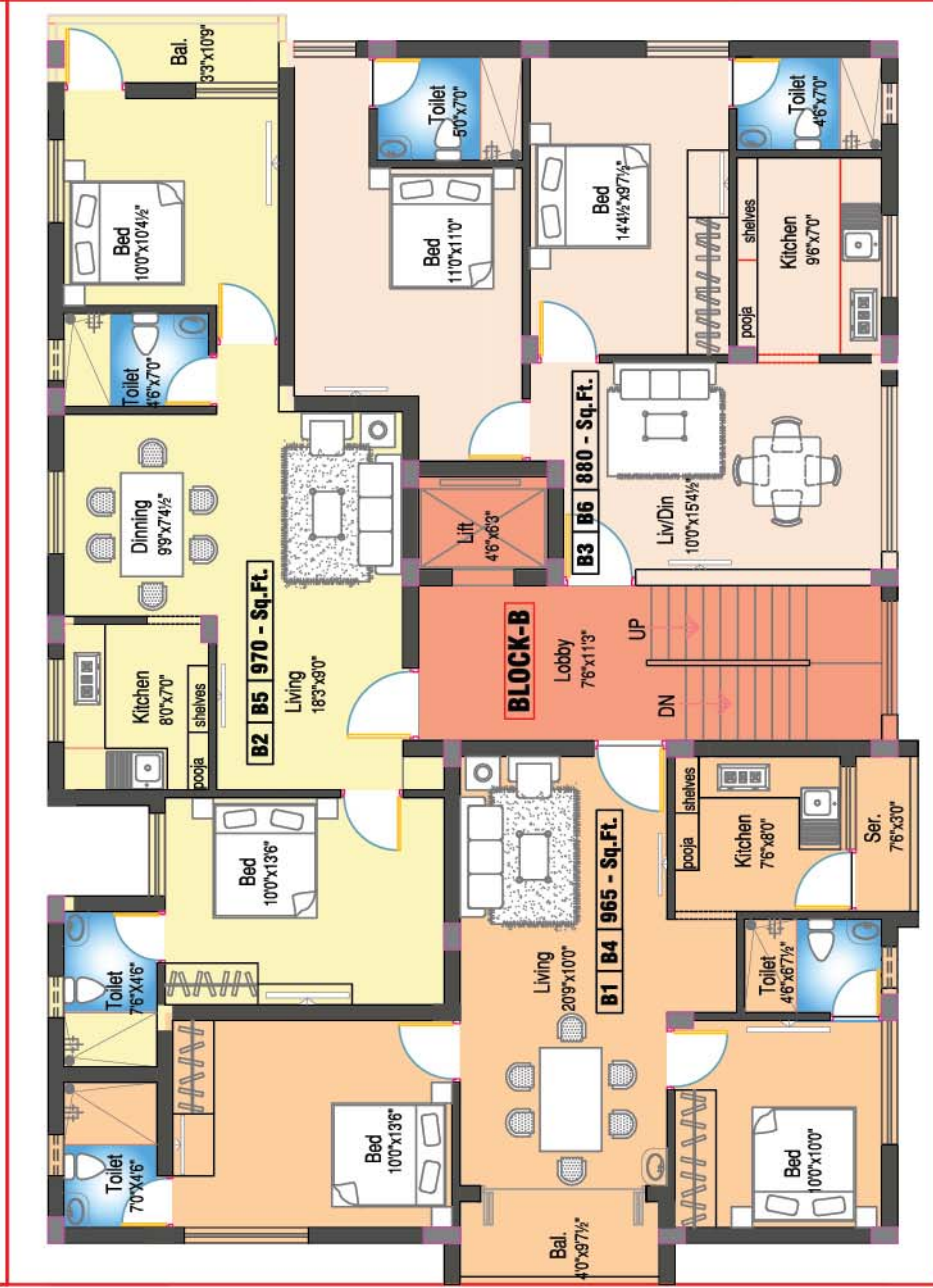 Bal.
3'3"x10'9"
Bed
10'0"x10'4½"
Toilet
4'6"x7'0"
Dinning
9'9"x7'4½"
Kitchen
8'0"x7'0"
pooja
shelves
B2 B5 970 - Sq.Ft.
Living
18'3"x9'0"
Bed
10'0"x13'6"
Toilet
7'6"X4'6"
Toilet
5'0"x7'0"
Bed
11'0"x11'0"
Toilet
4'6"x7'0"
Bed
14'4½"x9'7½"
pooja
shelves
Kitchen
9'6"x7'0"
B3 B6 880 - Sq.Ft.
Liv/Din
10'0"x15'4½"
Lift
4'6"x6'3"
BLOCK-B
Lobby
7'6"x11'3"
UP
DN
Toilet
7'0"X4'6"
Bed
10'0"x13'6"
Living
20'9"x10'0"
B1 B4 965 - Sq.Ft.
pooja
shelves
Kitchen
7'6"x8'0"
Ser.
7'6"x3'0"
Toilet
4'6"x6'7½"
Bed
10'0"x10'0"
Bal.
4'0"x9'7½"